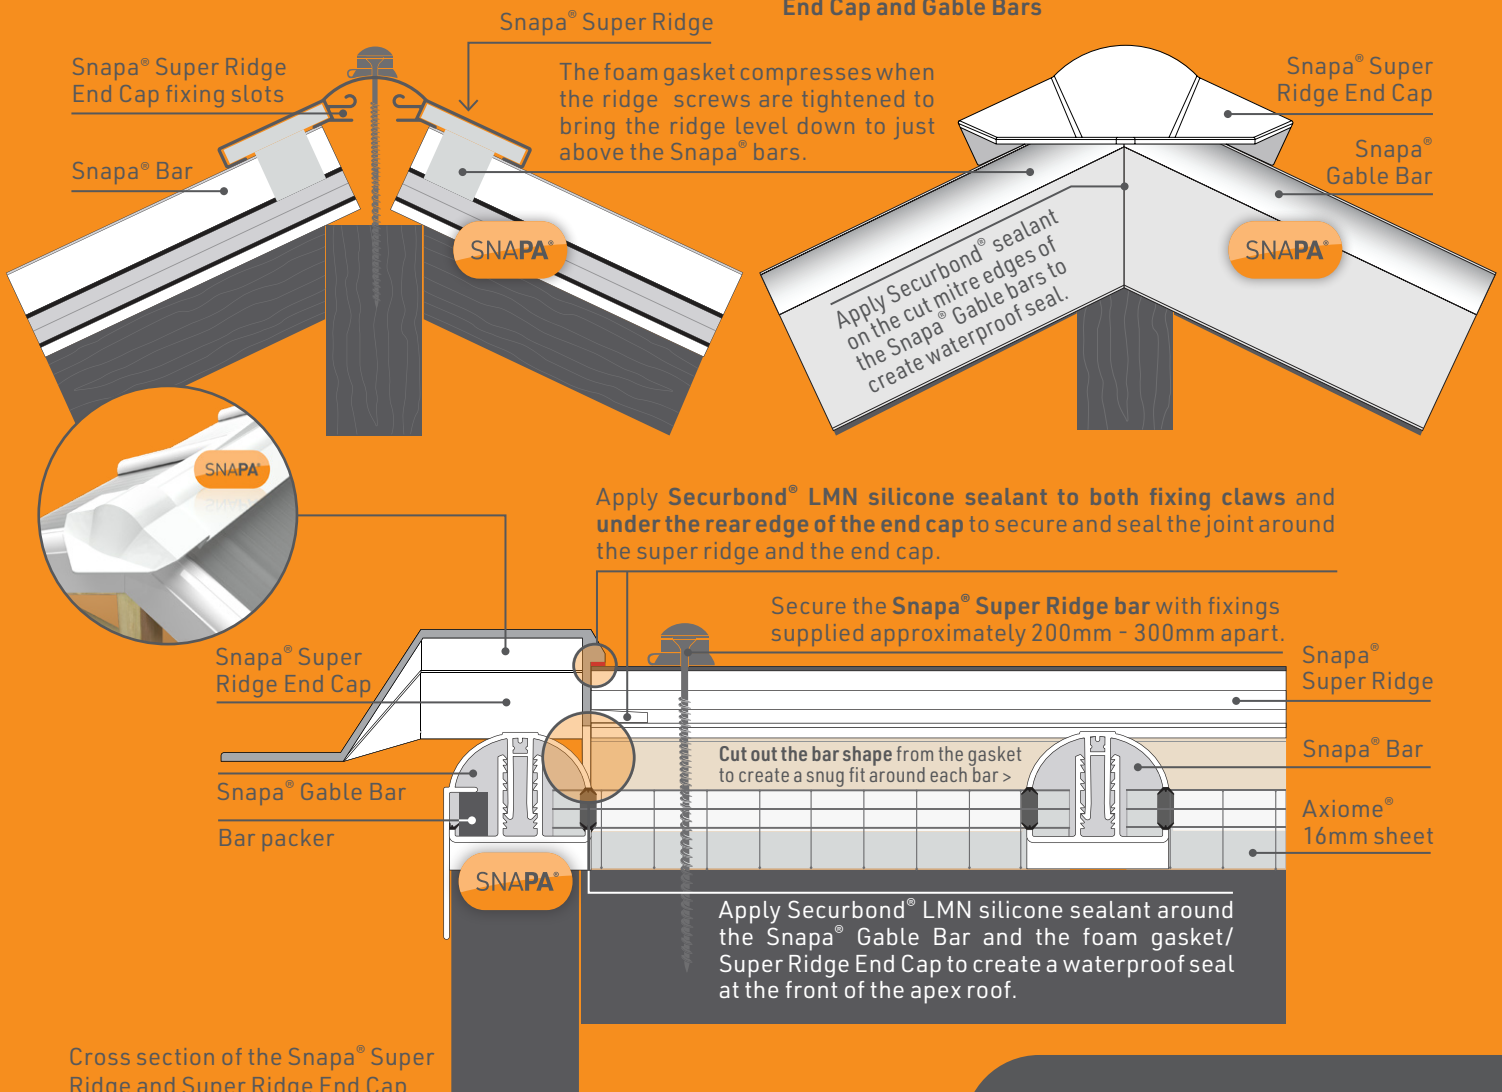 End Cap and Gable Bars
Snapa® Super Ridge
Snapa® Super Ridge
End Cap fixing slots
Snapa® Bar
The foam gasket compresses when
the ridge screws are tightened to
bring the ridge level down to just
above the Snapa® bars.
Snapa® Super
Ridge End Cap
Snapa®
Gable Bar
SNAPA®
SNAPA®
Apply Securbond® sealant
on the cut mitre edges of
the Snapa® Gable bars to
create waterproof seal.
SNAPA®
Apply Securbond® LMN silicone sealant to both fixing claws and
under the rear edge of the end cap to secure and seal the joint around
the super ridge and the end cap.
Secure the Snapa® Super Ridge bar with fixings
supplied approximately 200mm - 300mm apart.
Snapa® Super
Ridge End Cap
Snapa®
Super Ridge
Cut out the bar shape from the gasket
to create a snug fit around each bar >
Snapa® Bar
Snapa® Gable Bar
Bar packer
Axiome®
16mm sheet
SNAPA®
Apply Securbond® LMN silicone sealant around
the Snapa® Gable Bar and the foam gasket/
Super Ridge End Cap to create a waterproof seal
at the front of the apex roof.
Cross section of the Snapa® Super
Ridge and Super Ridge End Cap